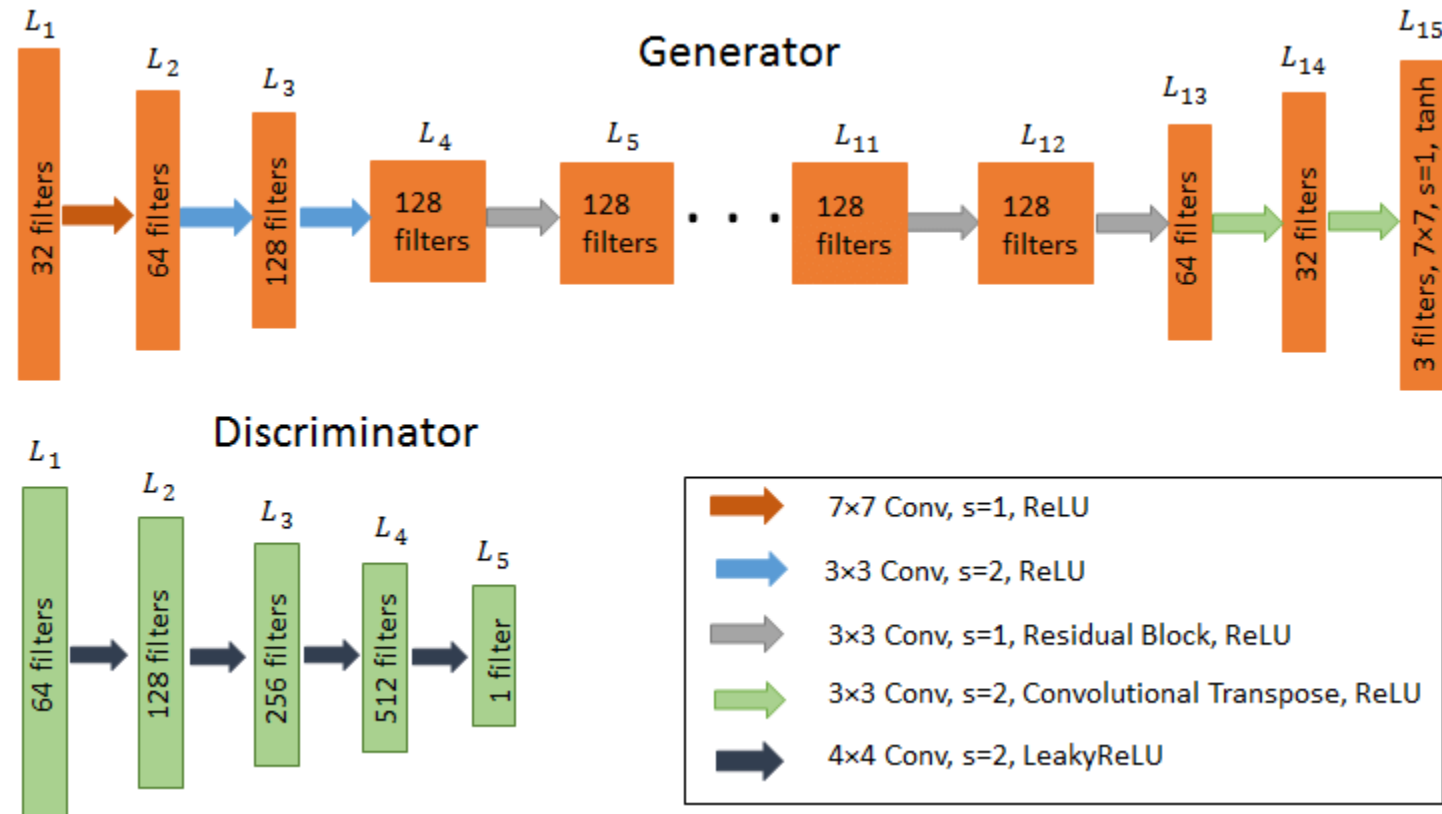 Generator
L₁
L₂
L₃
L₄
L₅
L₁₁
L₁₂
L₁₃
L₁₄
L₁₅
32 filters
64 filters
128 filters
128
filters
128
filters
. . .
128
filters
128
filters
64 filters
32 filters
3 filters, 7×7, s=1, tanh
Discriminator
L₁
L₂
L₃
L₄
L₅
64 filters
128 filters
256 filters
512 filters
1 filter
7×7 Conv, s=1, ReLU
3×3 Conv, s=2, ReLU
3×3 Conv, s=1, Residual Block, ReLU
3×3 Conv, s=2, Convolutional Transpose, ReLU
4×4 Conv, s=2, LeakyReLU